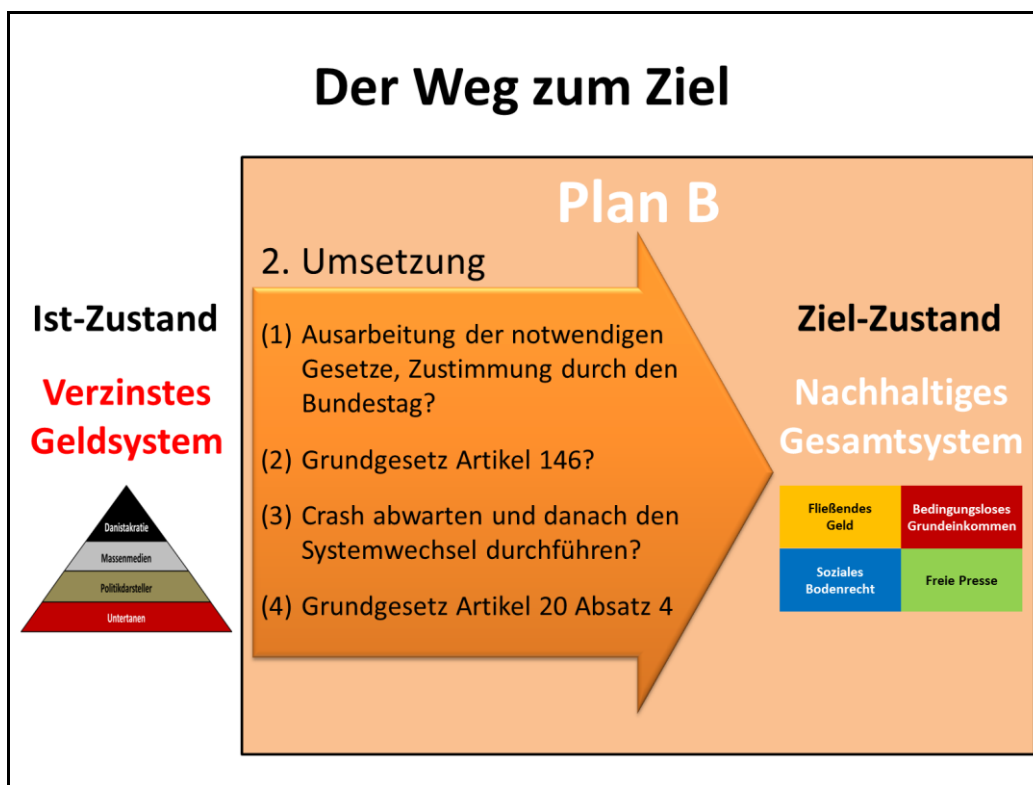 Der Weg zum Ziel
Plan B
2. Umsetzung
Ist-Zustand
Verzinstes
Geldsystem
Danistakratie
Massenmedien
Politikdarsteller
Untertanen
(1) Ausarbeitung der notwendigen
Gesetze, Zustimmung durch den
Bundestag?
(2) Grundgesetz Artikel 146?
(3) Crash abwarten und danach den
Systemwechsel durchführen?
(4) Grundgesetz Artikel 20 Absatz 4
Ziel-Zustand
Nachhaltiges
Gesamtsystem
Fließendes
Geld
Bedingungsloses
Grundeinkommen
Soziales
Bodenrecht
Freie Presse